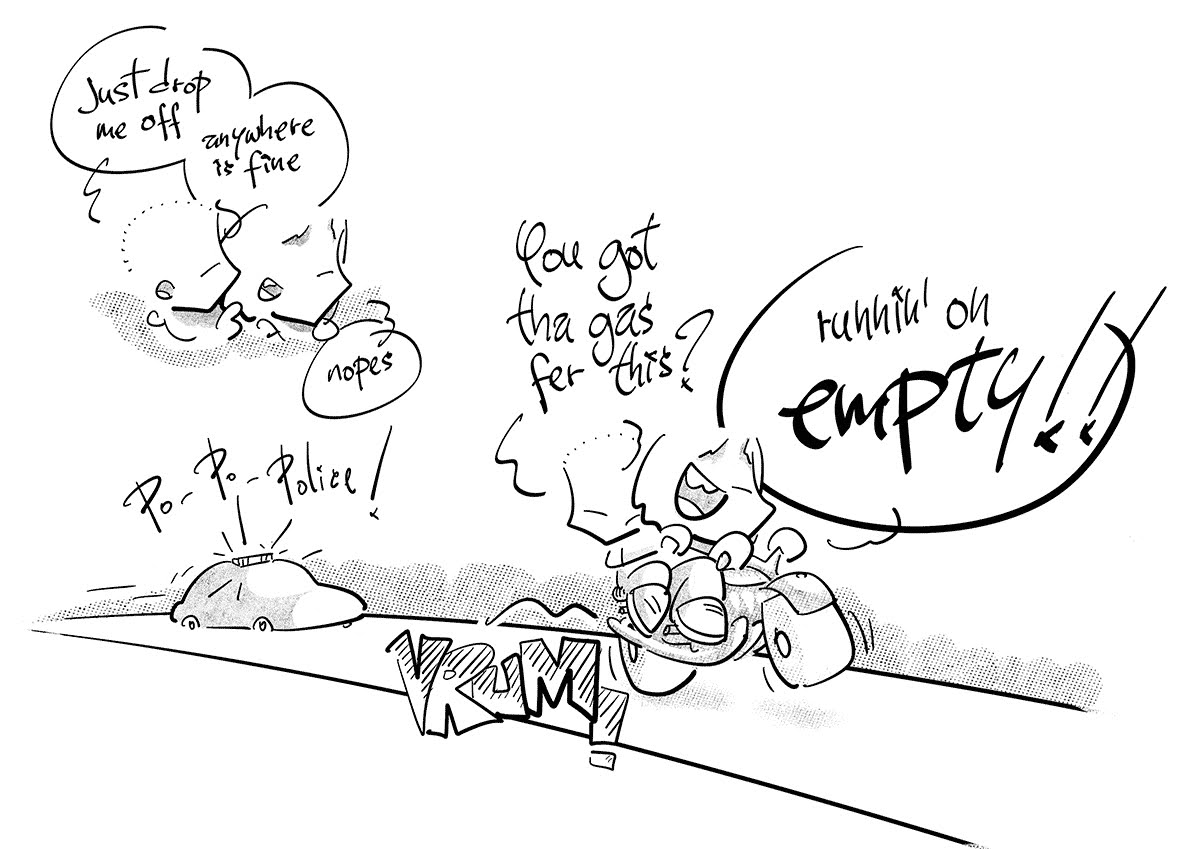 Just drop
me off
anywhere
is fine
nopes
Po-Po-Police!
You got
tha gas
fer this?
runnin' on
empty!!
VRUM!